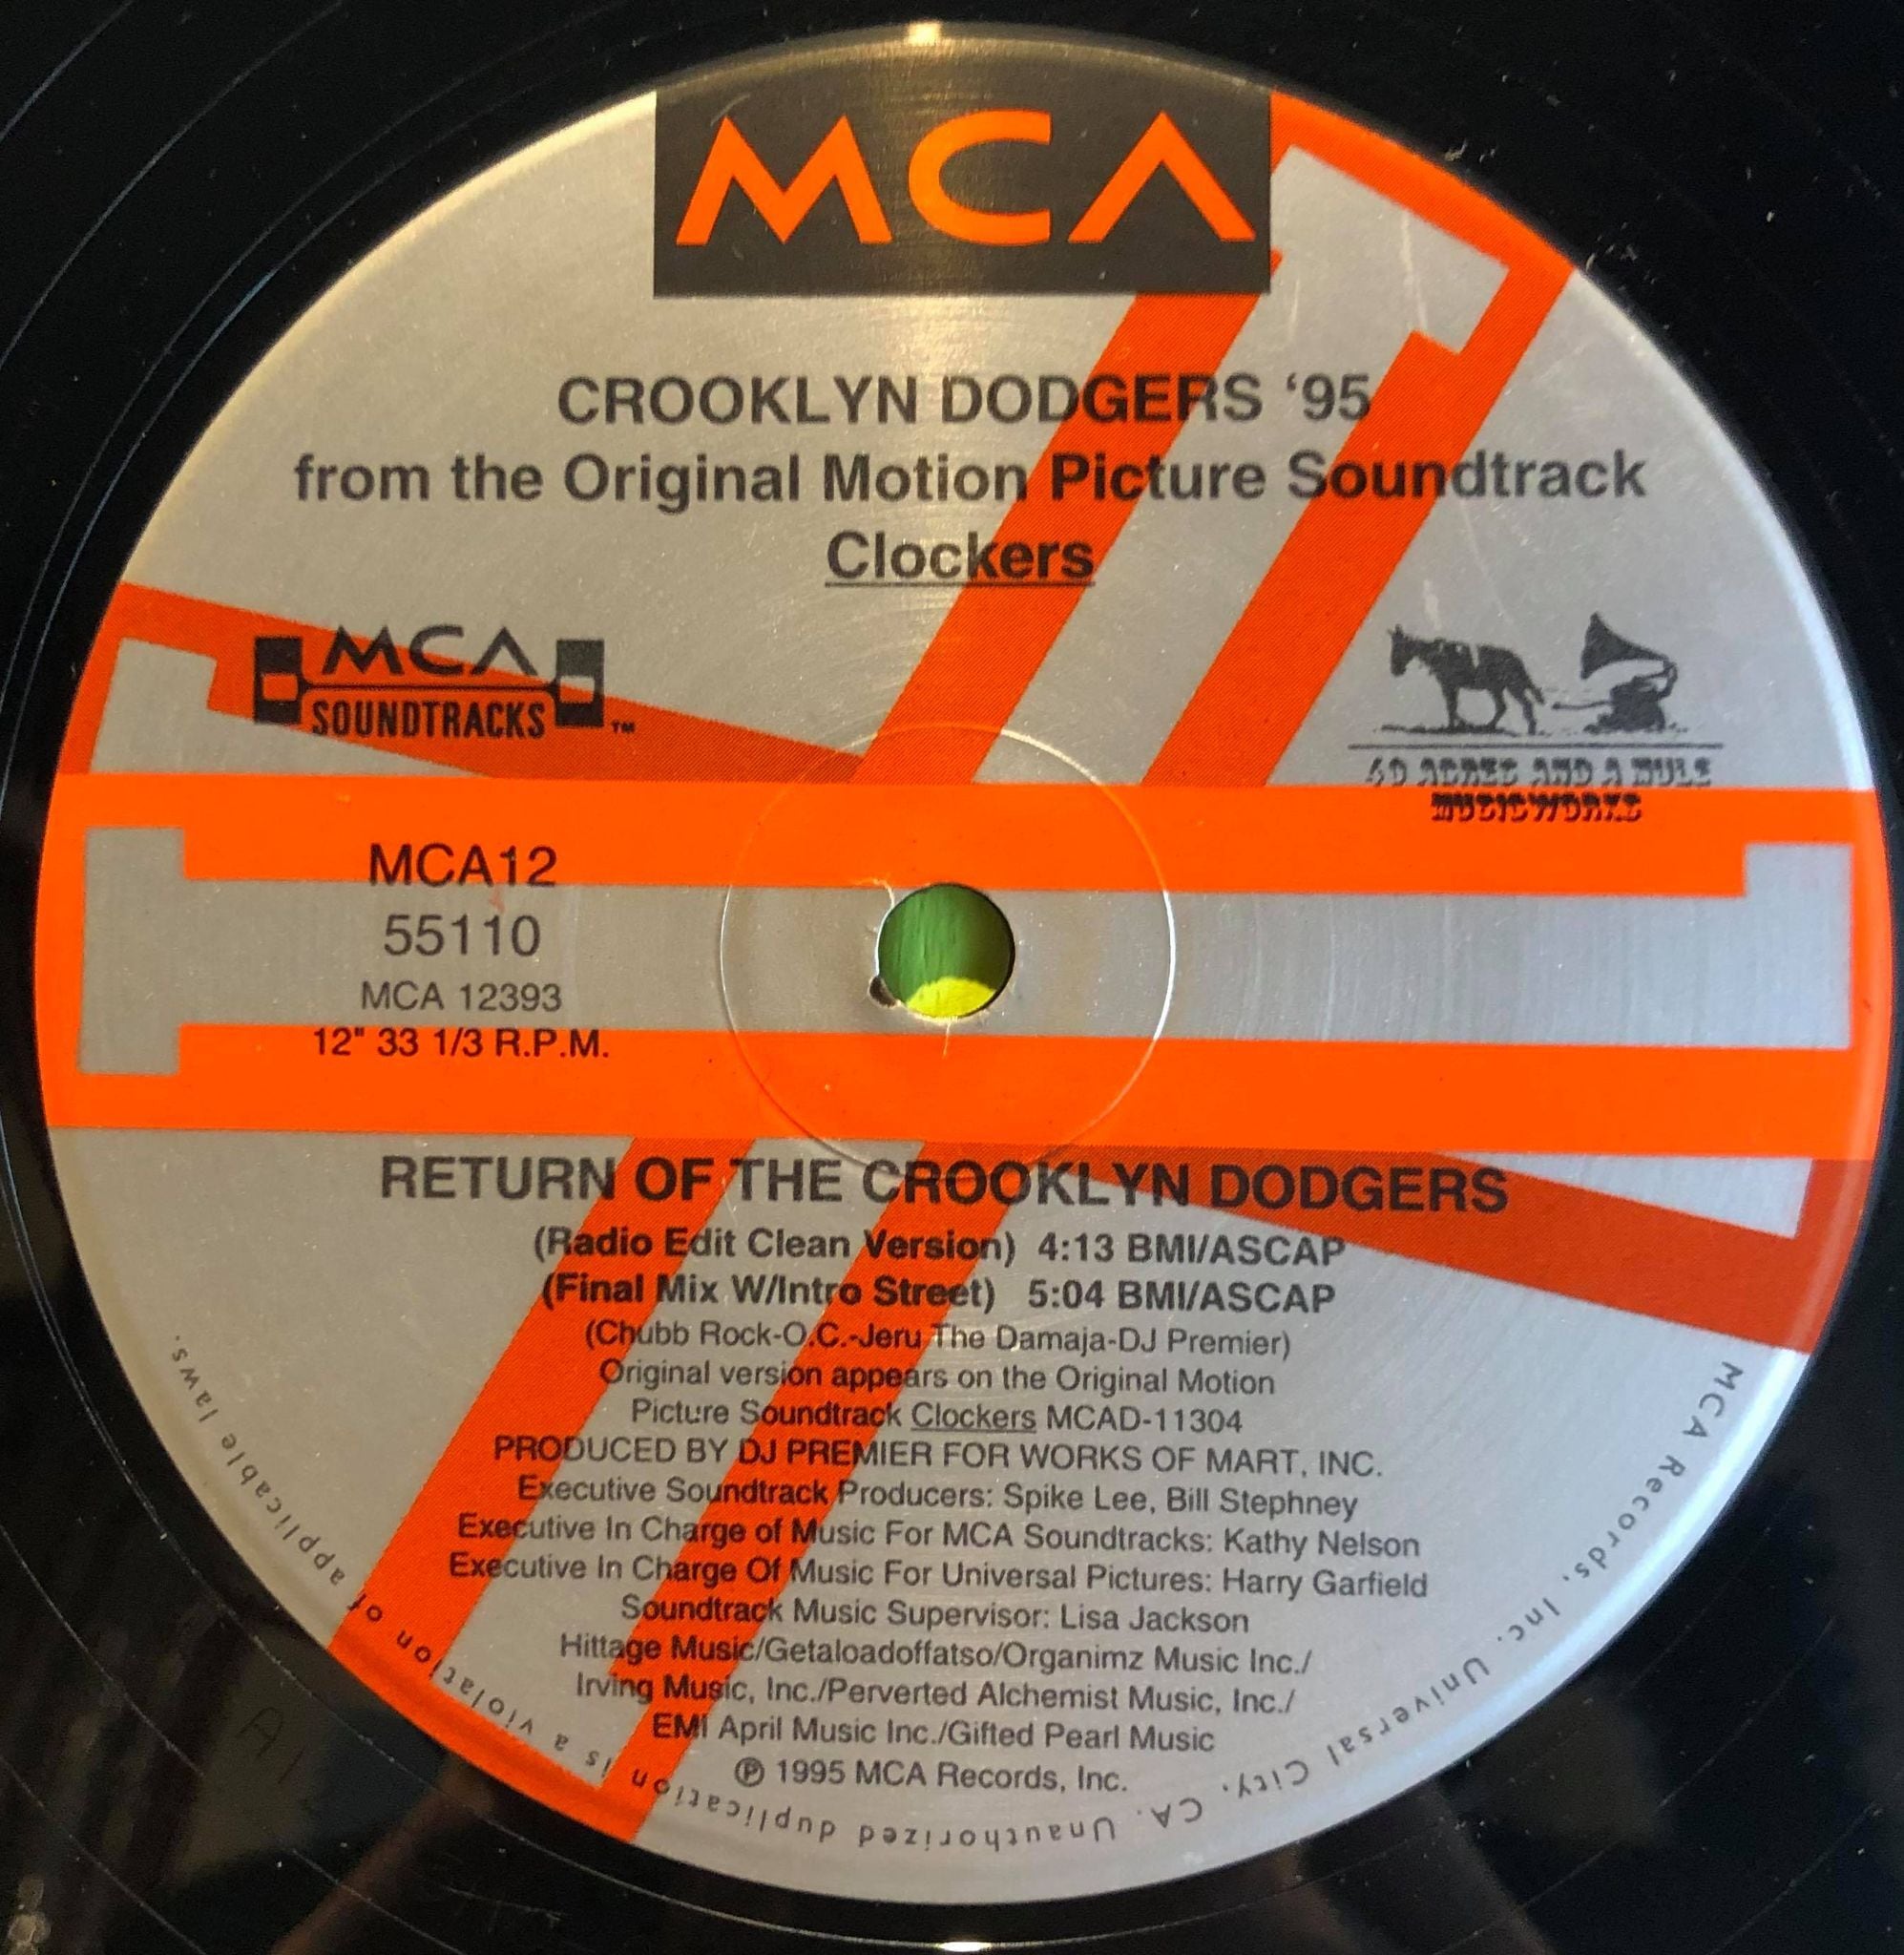 MCA
CROOKLYN DODGERS ‘95
from the Original Motion Picture Soundtrack
Clockers
MCA
SOUNDTRACKS ™
40 ACRES AND A MULE
MUSICWORKS
MCA12
55110
MCA 12393
12" 33 1/3 R.P.M.
RETURN OF THE CROOKLYN DODGERS
(Radio Edit Clean Version) 4:13 BMI/ASCAP
(Final Mix W/Intro Street) 5:04 BMI/ASCAP
(Chubb Rock-O.C.-Jeru The Damaja-DJ Premier)
Original version appears on the Original Motion
Picture Soundtrack Clockers MCAD-11304
PRODUCED BY DJ PREMIER FOR WORKS OF MART, INC.
Executive Soundtrack Producers: Spike Lee, Bill Stephney
Executive In Charge of Music For MCA Soundtracks: Kathy Nelson
Executive In Charge Of Music For Universal Pictures: Harry Garfield
Soundtrack Music Supervisor: Lisa Jackson
Hittage Music/Getaloadoffatso/Organimz Music Inc./
Irving Music, Inc./Perverted Alchemist Music, Inc./
EMI April Music Inc./Gifted Pearl Music
℗ 1995 MCA Records, Inc.
MCA Records, Inc. Universal City, CA. Unauthorized duplication is a violation of applicable laws.
A1